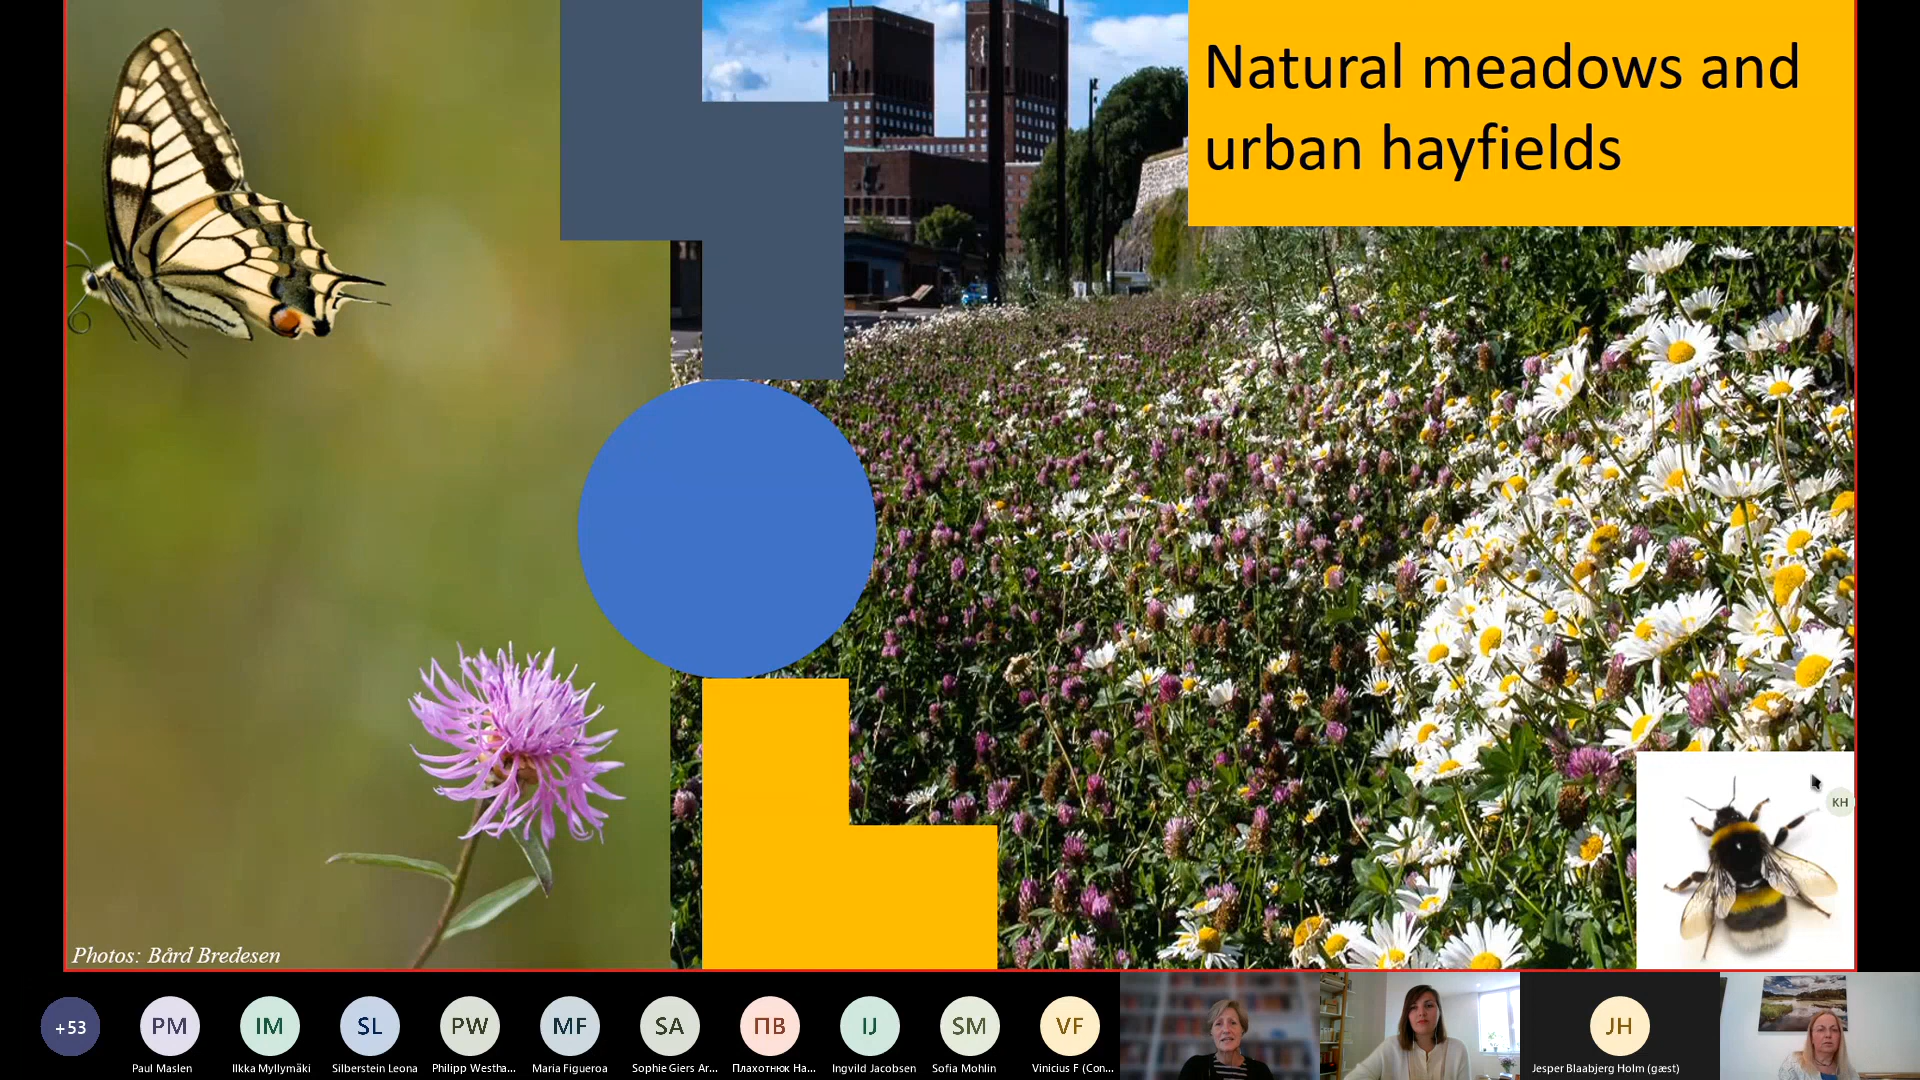 Natural meadows and
urban hayfields
KH
Photos: Bård Bredesen
+53
PM
IM
SL
PW
MF
SA
ПВ
IJ
SM
VF
JH
Paul Maslen
Ilkka Myllymäki
Silberstein Leona
Philipp Westha...
Maria Figueroa
Sophie Giers Ar...
Плахотнюк На...
Ingvild Jacobsen
Sofia Mohlin
Vinicius F (Con...
Jesper Blaabjerg Holm (gæst)